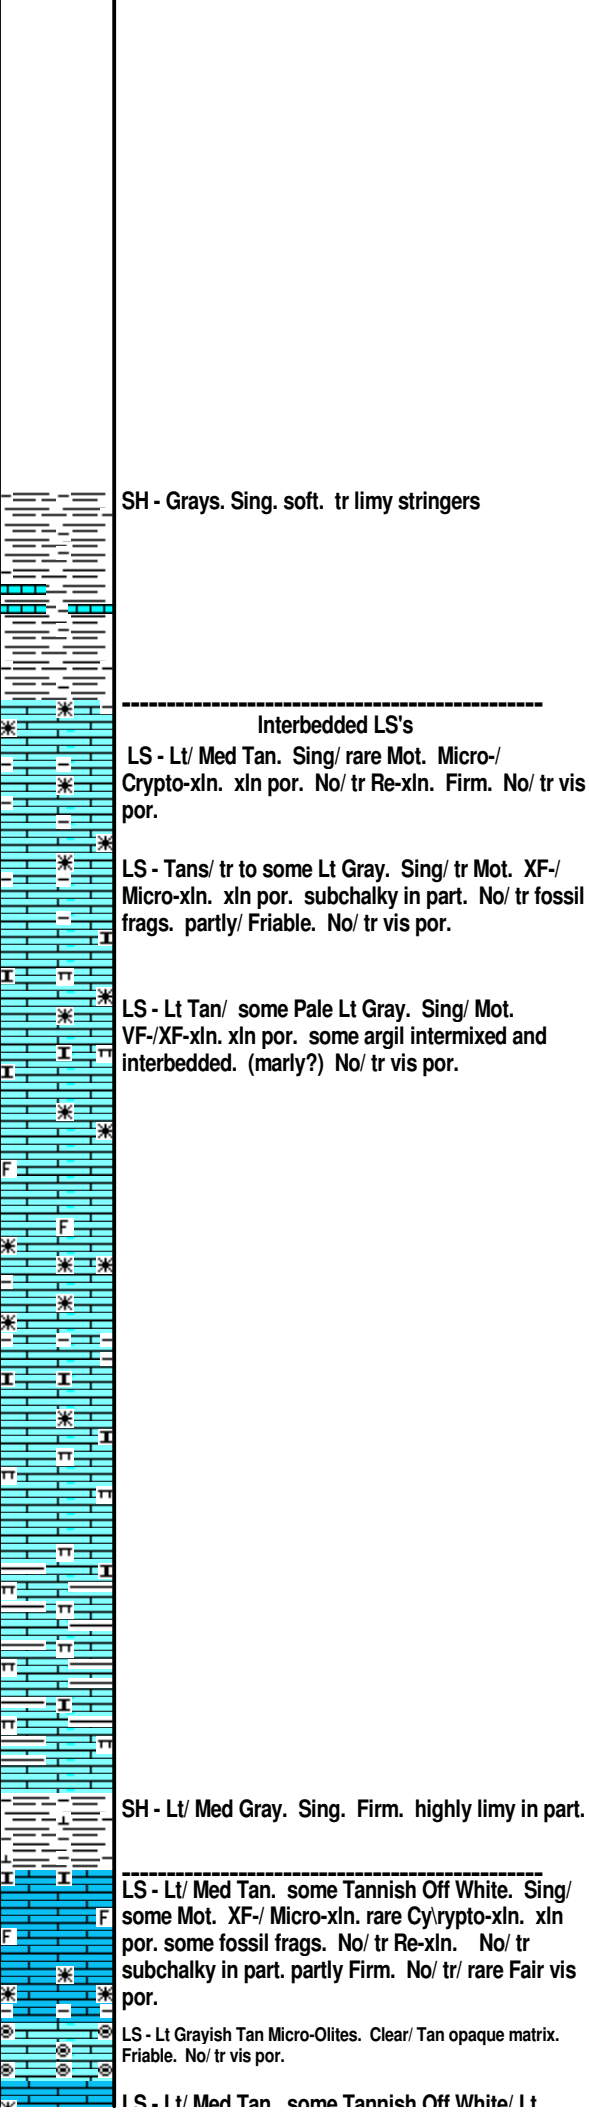 SH - Grays. Sing. soft. tr limy stringers
------------------------------------------------
Interbedded LS's
LS - Lt/ Med Tan. Sing/ rare Mot. Micro-/
Crypto-xln. xln por. No/ tr Re-xln. Firm. No/ tr vis
por.
LS - Tans/ tr to some Lt Gray. Sing/ tr Mot. XF-/
Micro-xln. xln por. subchalky in part. No/ tr fossil
frags. partly/ Friable. No/ tr vis por.
LS - Lt Tan/ some Pale Lt Gray. Sing/ Mot.
VF-/XF-xln. xln por. some argil intermixed and
interbedded. (marly?) No/ tr vis por.
SH - Lt/ Med Gray. Sing. Firm. highly limy in part.
------------------------------------------------
LS - Lt/ Med Tan. some Tannish Off White. Sing/
some Mot. XF-/ Micro-xln. rare Cy\rypto-xln. xln
por. some fossil frags. No/ tr Re-xln. No/ tr
subchalky in part. partly Firm. No/ tr/ rare Fair vis
por.
LS - Lt Grayish Tan Micro-Olites. Clear/ Tan opaque matrix.
Friable. No/ tr vis por.
LS - Lt/ Med Tan. some Tannish Off White/ Lt